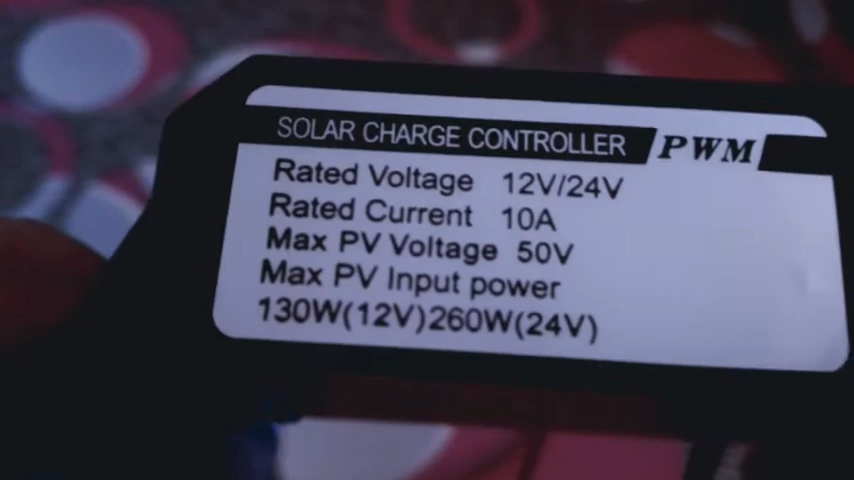 SOLAR CHARGE CONTROLLER PWM
Rated Voltage 12V/24V
Rated Current 10A
Max PV Voltage 50V
Max PV Input power
130W(12V)260W(24V)